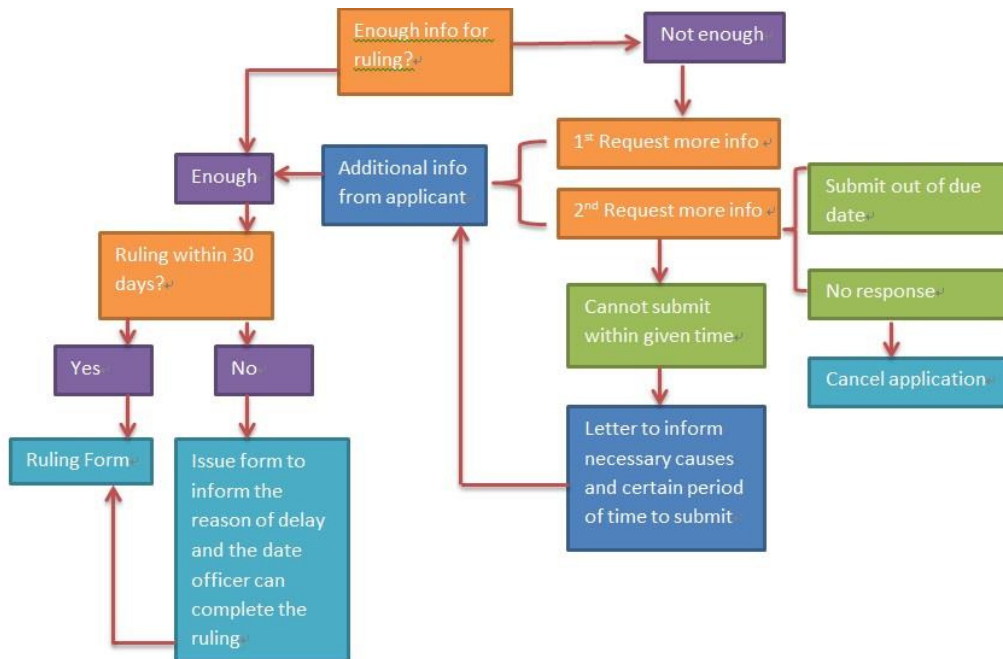 Enough info for
ruling?
Not enough
1st Request more info
Enough
Additional info
from applicant
2nd Request more info
Submit out of due
date
Ruling within 30
days?
No response
Cannot submit
within given time
Yes
No
Cancel application
Ruling Form
Issue form to
inform the
reason of delay
and the date
officer can
complete the
ruling
Letter to inform
necessary causes
and certain period
of time to submit